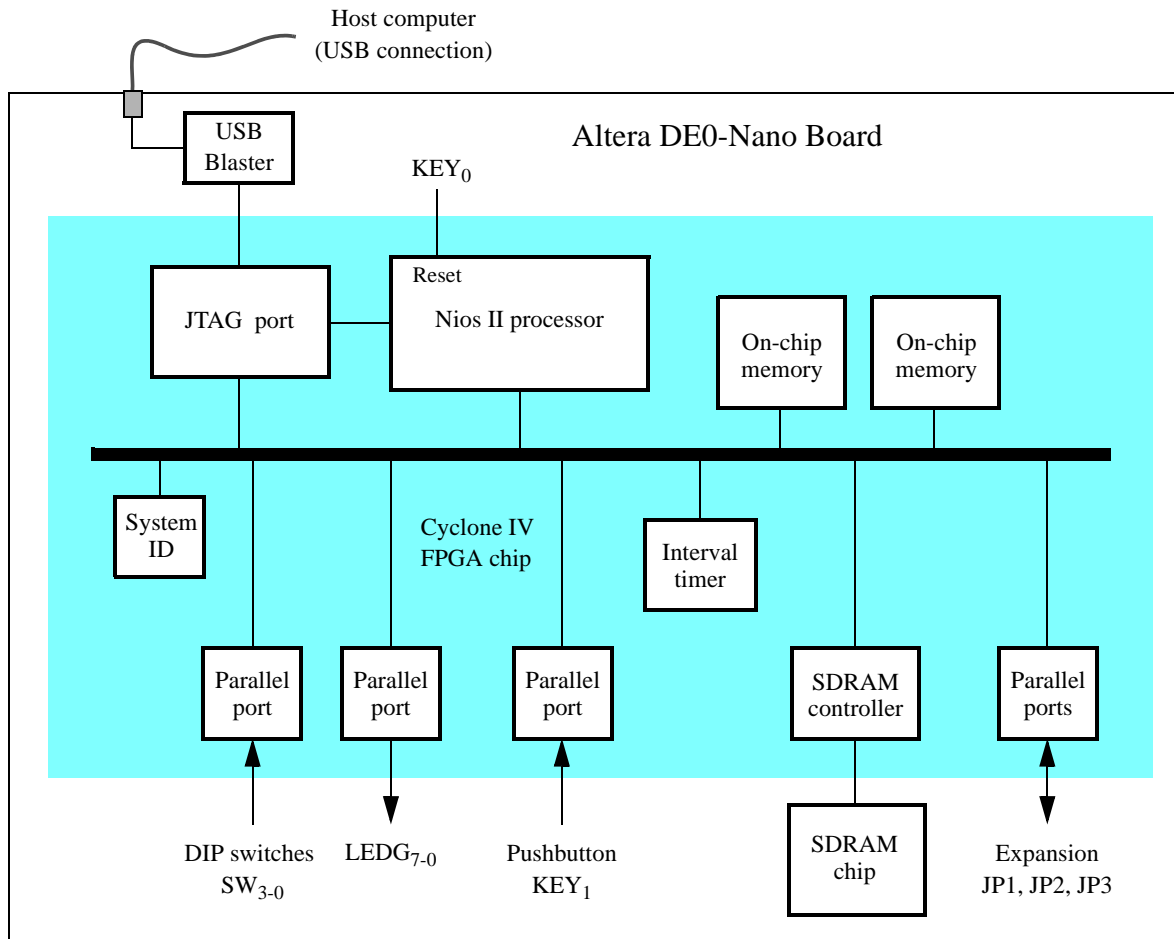 Host computer
(USB connection)
USB
Blaster
Altera DE0-Nano Board
KEY0
Reset
JTAG port
Nios II processor
On-chip
memory
On-chip
memory
System
ID
Cyclone IV
FPGA chip
Interval
timer
Parallel
port
Parallel
port
Parallel
port
SDRAM
controller
Parallel
ports
DIP switches
SW3-0
LEDG7-0
Pushbutton
KEY1
SDRAM
chip
Expansion
JP1, JP2, JP3